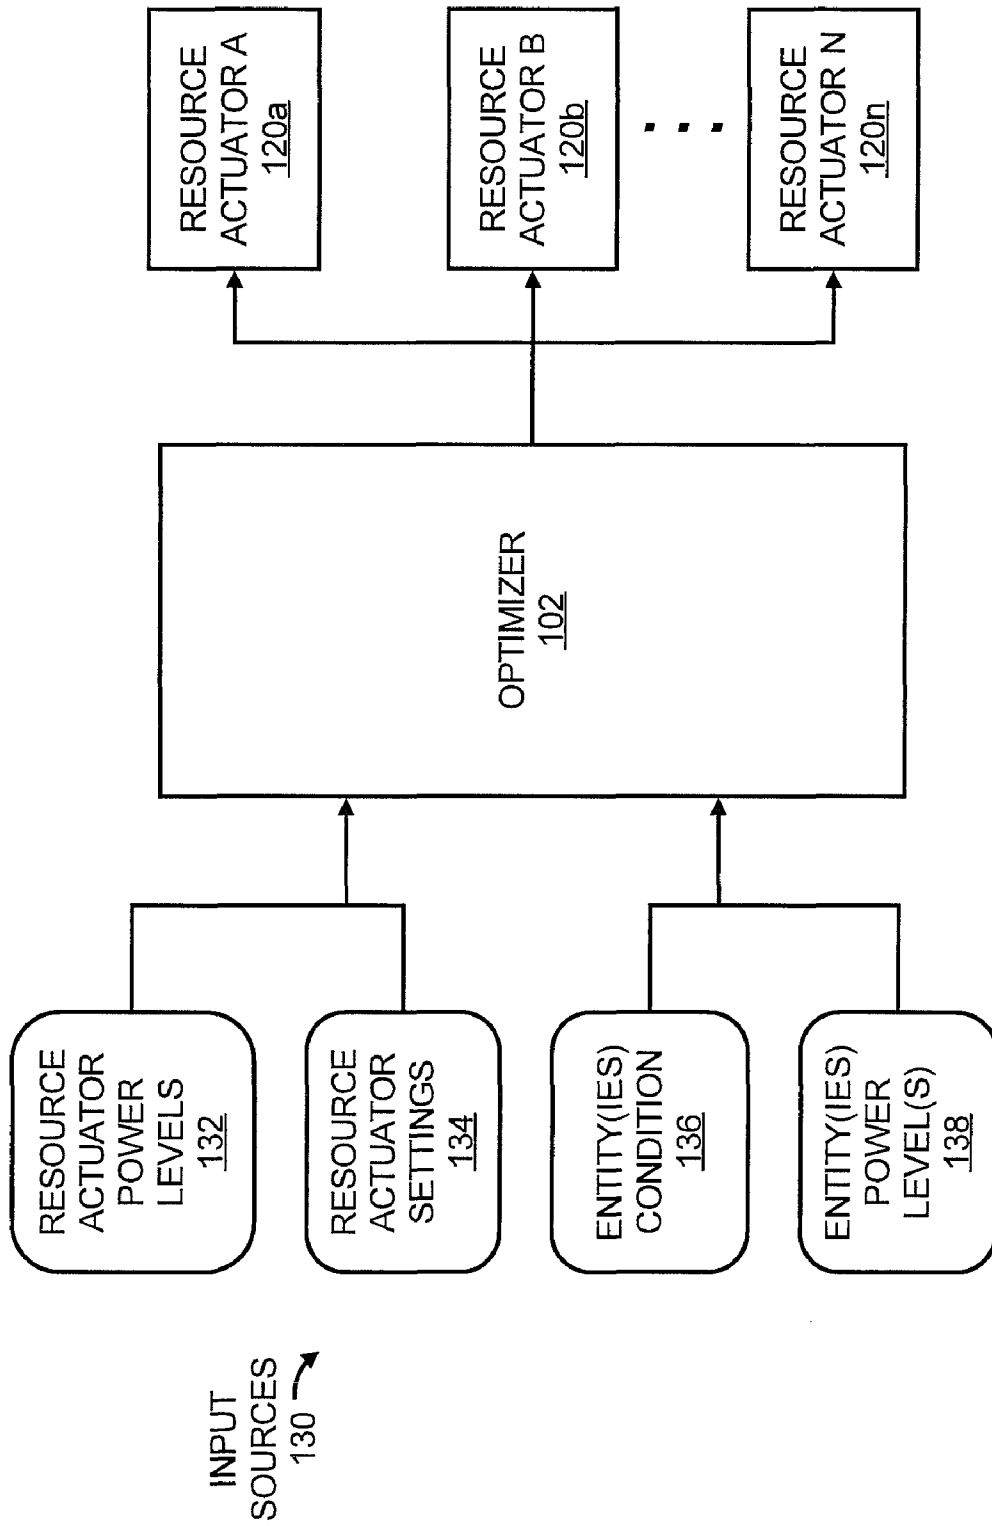 INPUT
SOURCES
130
RESOURCE
ACTUATOR
POWER
LEVELS
132
RESOURCE
ACTUATOR
SETTINGS
134
ENTITY(IES)
CONDITION
136
ENTITY(IES)
POWER
LEVEL(S)
138
OPTIMIZER
102
RESOURCE
ACTUATOR A
120a
RESOURCE
ACTUATOR B
120b
RESOURCE
ACTUATOR N
120n